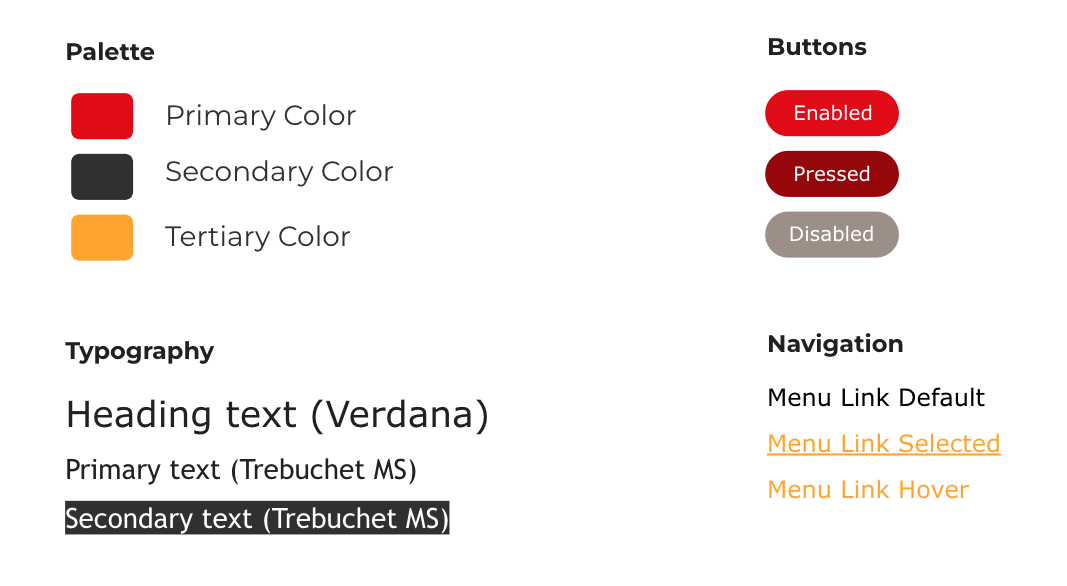 Palette
Primary Color
Secondary Color
Tertiary Color
Buttons
Enabled
Pressed
Disabled
Typography
Heading text (Verdana)
Primary text (Trebuchet MS)
Secondary text (Trebuchet MS)
Navigation
Menu Link Default
Menu Link Selected
Menu Link Hover